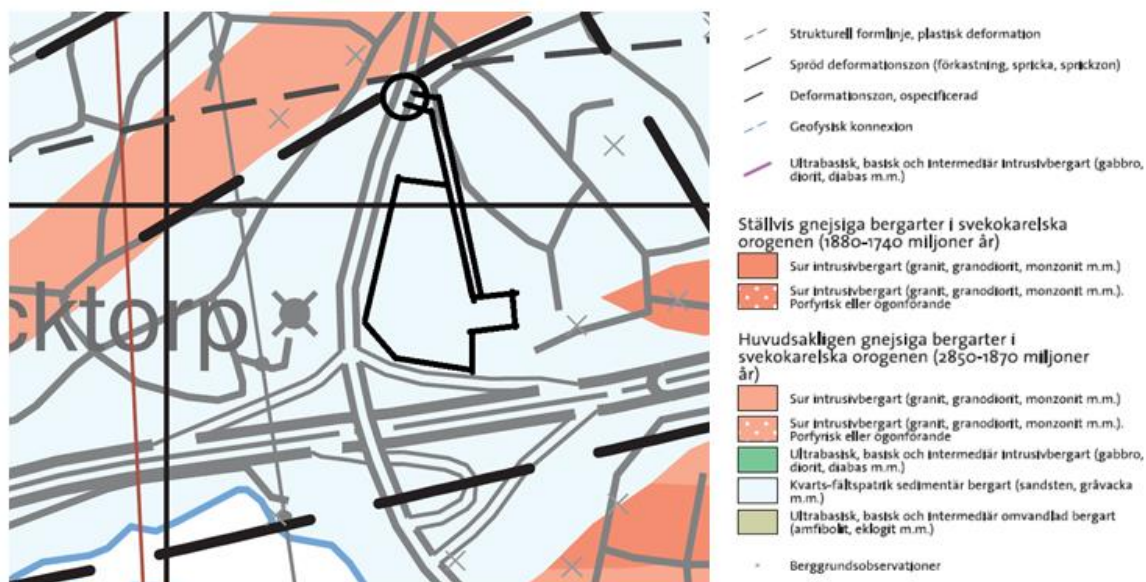 cktorp
Strukturell formlinje, plastisk deformation
Spröd deformationszon (förkastning, spricka, sprickzon)
Deformationszon, ospecificerad
Geofysisk konnexion
Ultrabasisk, basisk och intermediär intrusivbergart (gabbro,
diorit, diabas m.m.)
Ställvis gnejsiga bergarter i svekokarelska
orogenen (1880-1740 miljoner år)
Sur intrusivbergart (granit, granodiorit, monzonit m.m.)
Sur intrusivbergart (granit, granodiorit, monzonit m.m.).
Porfyrisk eller ögonförande
Huvudsakligen gnejsiga bergarter i
svekokarelska orogenen (2850-1870 miljoner
år)
Sur intrusivbergart (granit, granodiorit, monzonit m.m.)
Sur intrusivbergart (granit, granodiorit, monzonit m.m.).
Porfyrisk eller ögonförande
Ultrabasisk, basisk och intermediär intrusivbergart (gabbro,
diorit, diabas m.m.)
Kvarts-fältspatrik sedimentär bergart (sandsten, gråvacka
m.m.)
Ultrabasisk, basisk och intermediär omvandlad bergart
(amfibolit, eklogit m.m.)
Berggrundsobservationer